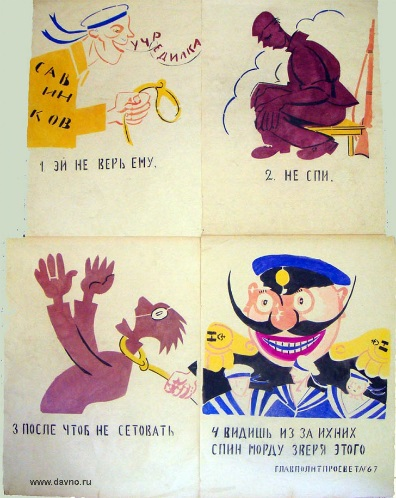 САВ
ИН
КОВ
УЧРЕДИЛКА
1. ЭЙ НЕ ВЕРЬ ЕМУ.
2. НЕ СПИ.
3 ПОСЛЕ ЧТОБ НЕ СЕТОВАТЬ
4 ВИДИШЬ ИЗ ЗА ИХНИХ
СПИН МОРДУ ЗВЕРЯ ЭТОГО
ГЛАВПОЛИТПРОСВЕТА №67
www.davno.ru